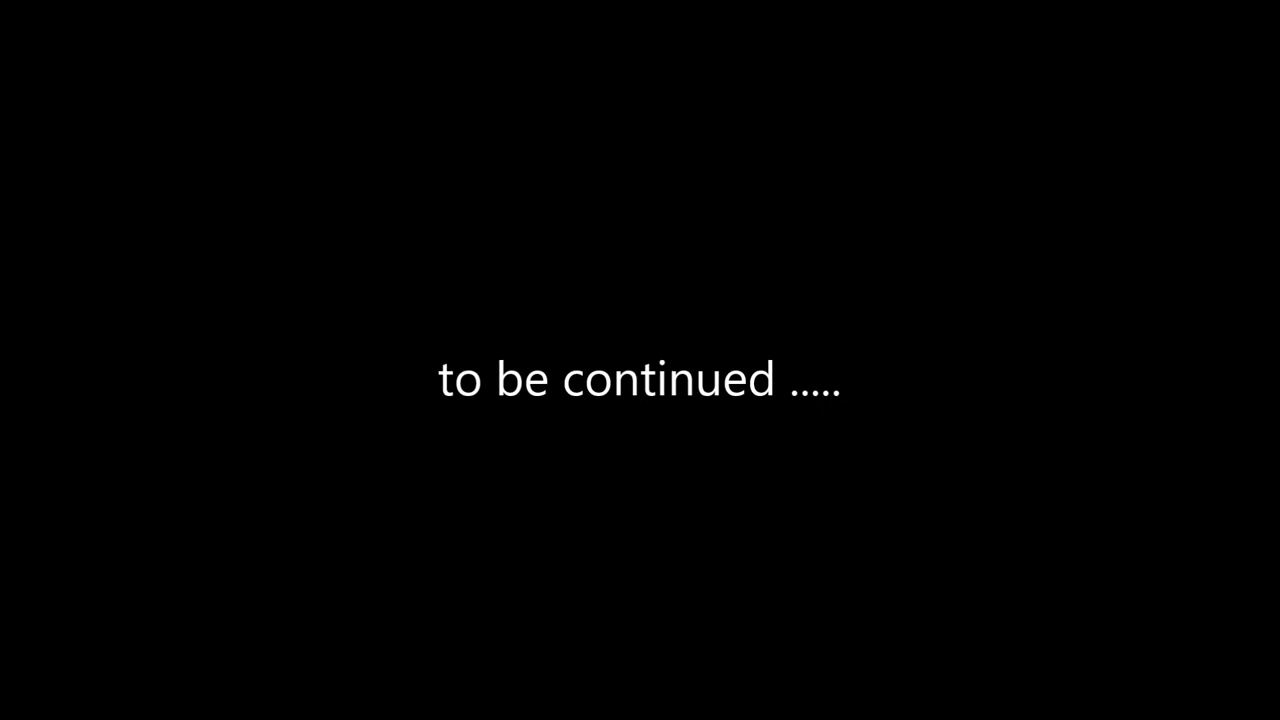 to be continued .....